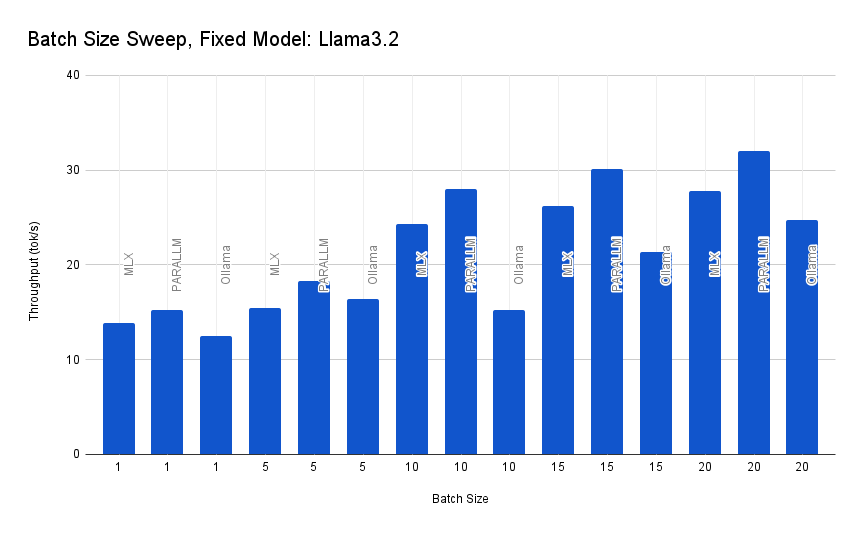 Batch Size Sweep, Fixed Model: Llama3.2
Throughput (tok/s)
40
30
20
10
0
MLX
PARALLM
Ollama
MLX
PARALLM
Ollama
MLX
PARALLM
Ollama
MLX
PARALLM
Ollama
MLX
PARALLM
Ollama
1 1 1 5 5 5 10 10 10 15 15 15 20 20 20
Batch Size